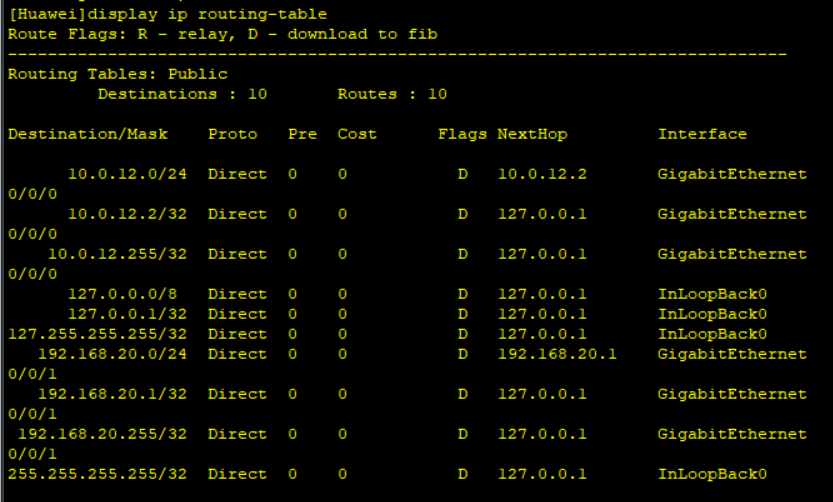 [Huawei]display ip routing-table
Route Flags: R - relay, D - download to fib
------------------------------------------------------------------------------
Routing Tables: Public
         Destinations : 10       Routes : 10

Destination/Mask    Proto   Pre  Cost      Flags NextHop         Interface

      10.0.12.0/24  Direct  0    0           D   10.0.12.2       GigabitEthernet
0/0/0
      10.0.12.2/32  Direct  0    0           D   127.0.0.1       GigabitEthernet
0/0/0
    10.0.12.255/32  Direct  0    0           D   127.0.0.1       GigabitEthernet
0/0/0
      127.0.0.0/8   Direct  0    0           D   127.0.0.1       InLoopBack0
      127.0.0.1/32  Direct  0    0           D   127.0.0.1       InLoopBack0
127.255.255.255/32  Direct  0    0           D   127.0.0.1       InLoopBack0
   192.168.20.0/24  Direct  0    0           D   192.168.20.1    GigabitEthernet
0/0/1
   192.168.20.1/32  Direct  0    0           D   127.0.0.1       GigabitEthernet
0/0/1
 192.168.20.255/32  Direct  0    0           D   127.0.0.1       GigabitEthernet
0/0/1
255.255.255.255/32  Direct  0    0           D   127.0.0.1       InLoopBack0